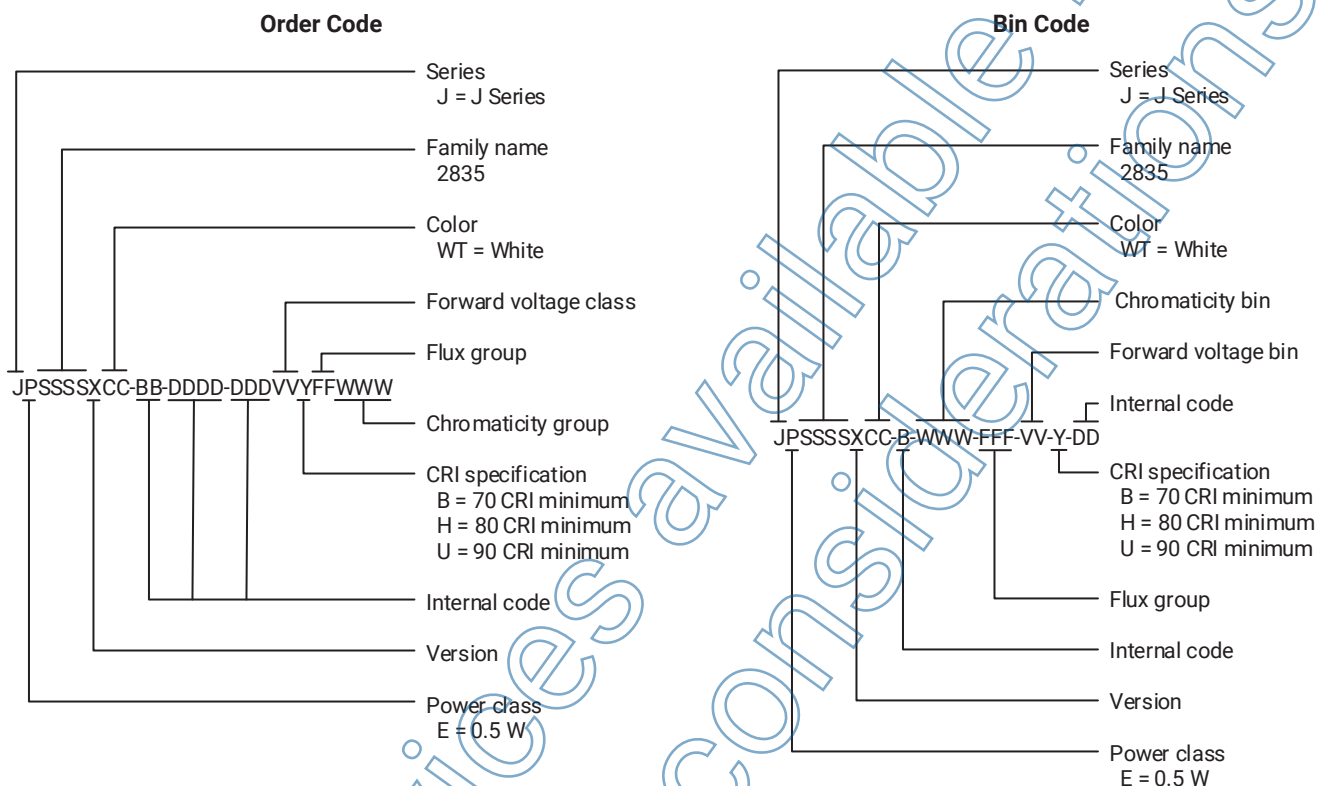 Order Code
Series
J = J Series
Family name
2835
Color
WT = White
Forward voltage class
Flux group
JPSSSSXCC-BB-DDDD-DDDVVYFFWWW
Chromaticity group
CRI specification
B = 70 CRI minimum
H = 80 CRI minimum
U = 90 CRI minimum
Internal code
Version
Power class
E = 0.5 W
Bin Code
Series
J = J Series
Family name
2835
Color
WT = White
Chromaticity bin
Forward voltage bin
Internal code
JPSSSSXCC-B-WWW-FFF-VV-Y-DD
CRI specification
B = 70 CRI minimum
H = 80 CRI minimum
U = 90 CRI minimum
Flux group
Internal code
Version
Power class
E = 0.5 W
available
considerations